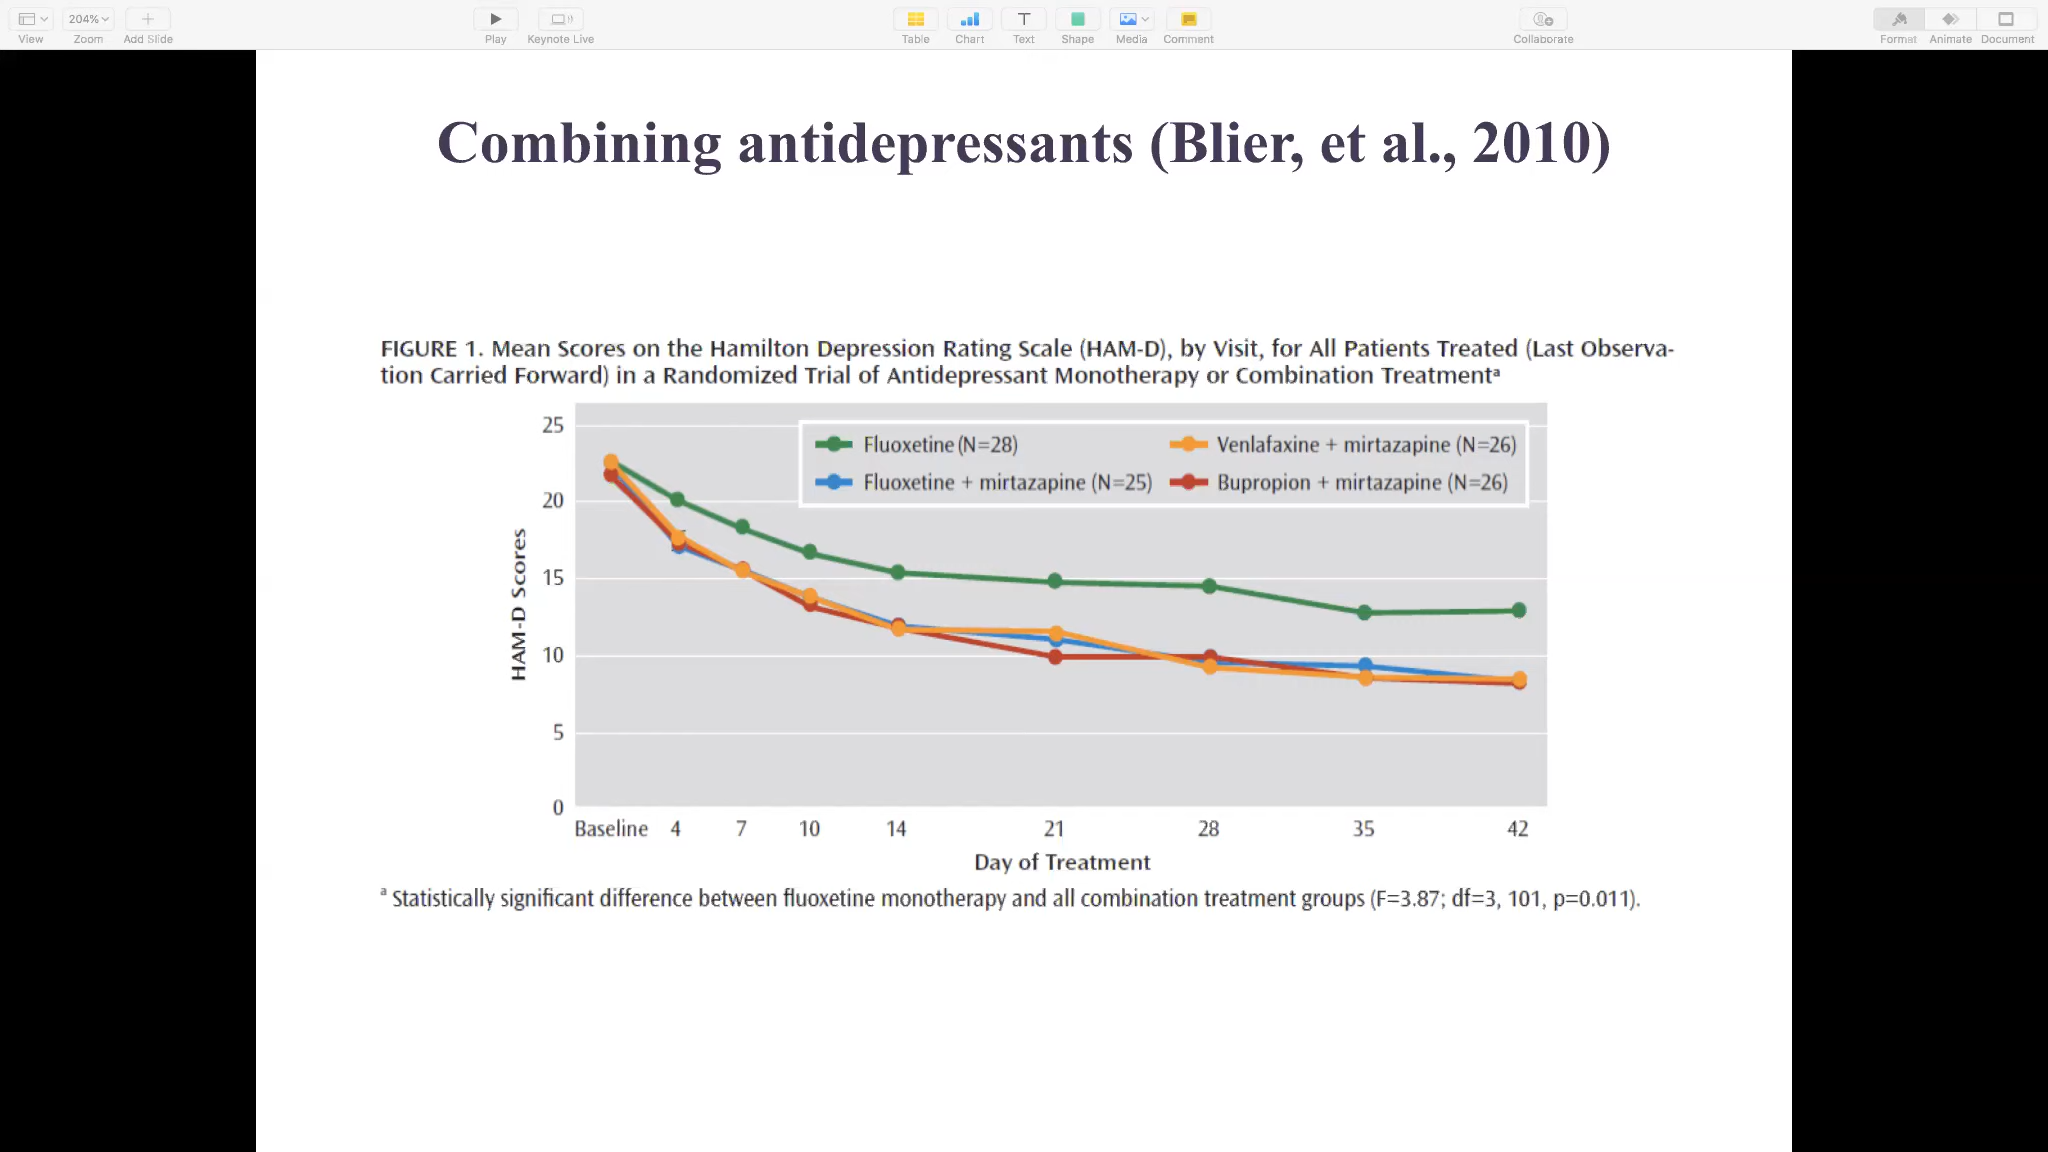 204%
View
Zoom
Add Slide
Play
Keynote Live
Table
Chart
Text
Shape
Media
Comment
Collaborate
Format
Animate
Document
Combining antidepressants (Blier, et al., 2010)
FIGURE 1. Mean Scores on the Hamilton Depression Rating Scale (HAM-D), by Visit, for All Patients Treated (Last Observa-
tion Carried Forward) in a Randomized Trial of Antidepressant Monotherapy or Combination Treatmentᵃ
Fluoxetine (N=28)
Venlafaxine + mirtazapine (N=26)
Fluoxetine + mirtazapine (N=25)
Bupropion + mirtazapine (N=26)
HAM-D Scores
25
20
15
10
5
0
Baseline 4 7 10 14 21 28 35 42
Day of Treatment
ᵃ Statistically significant difference between fluoxetine monotherapy and all combination treatment groups (F=3.87; df=3, 101, p=0.011).